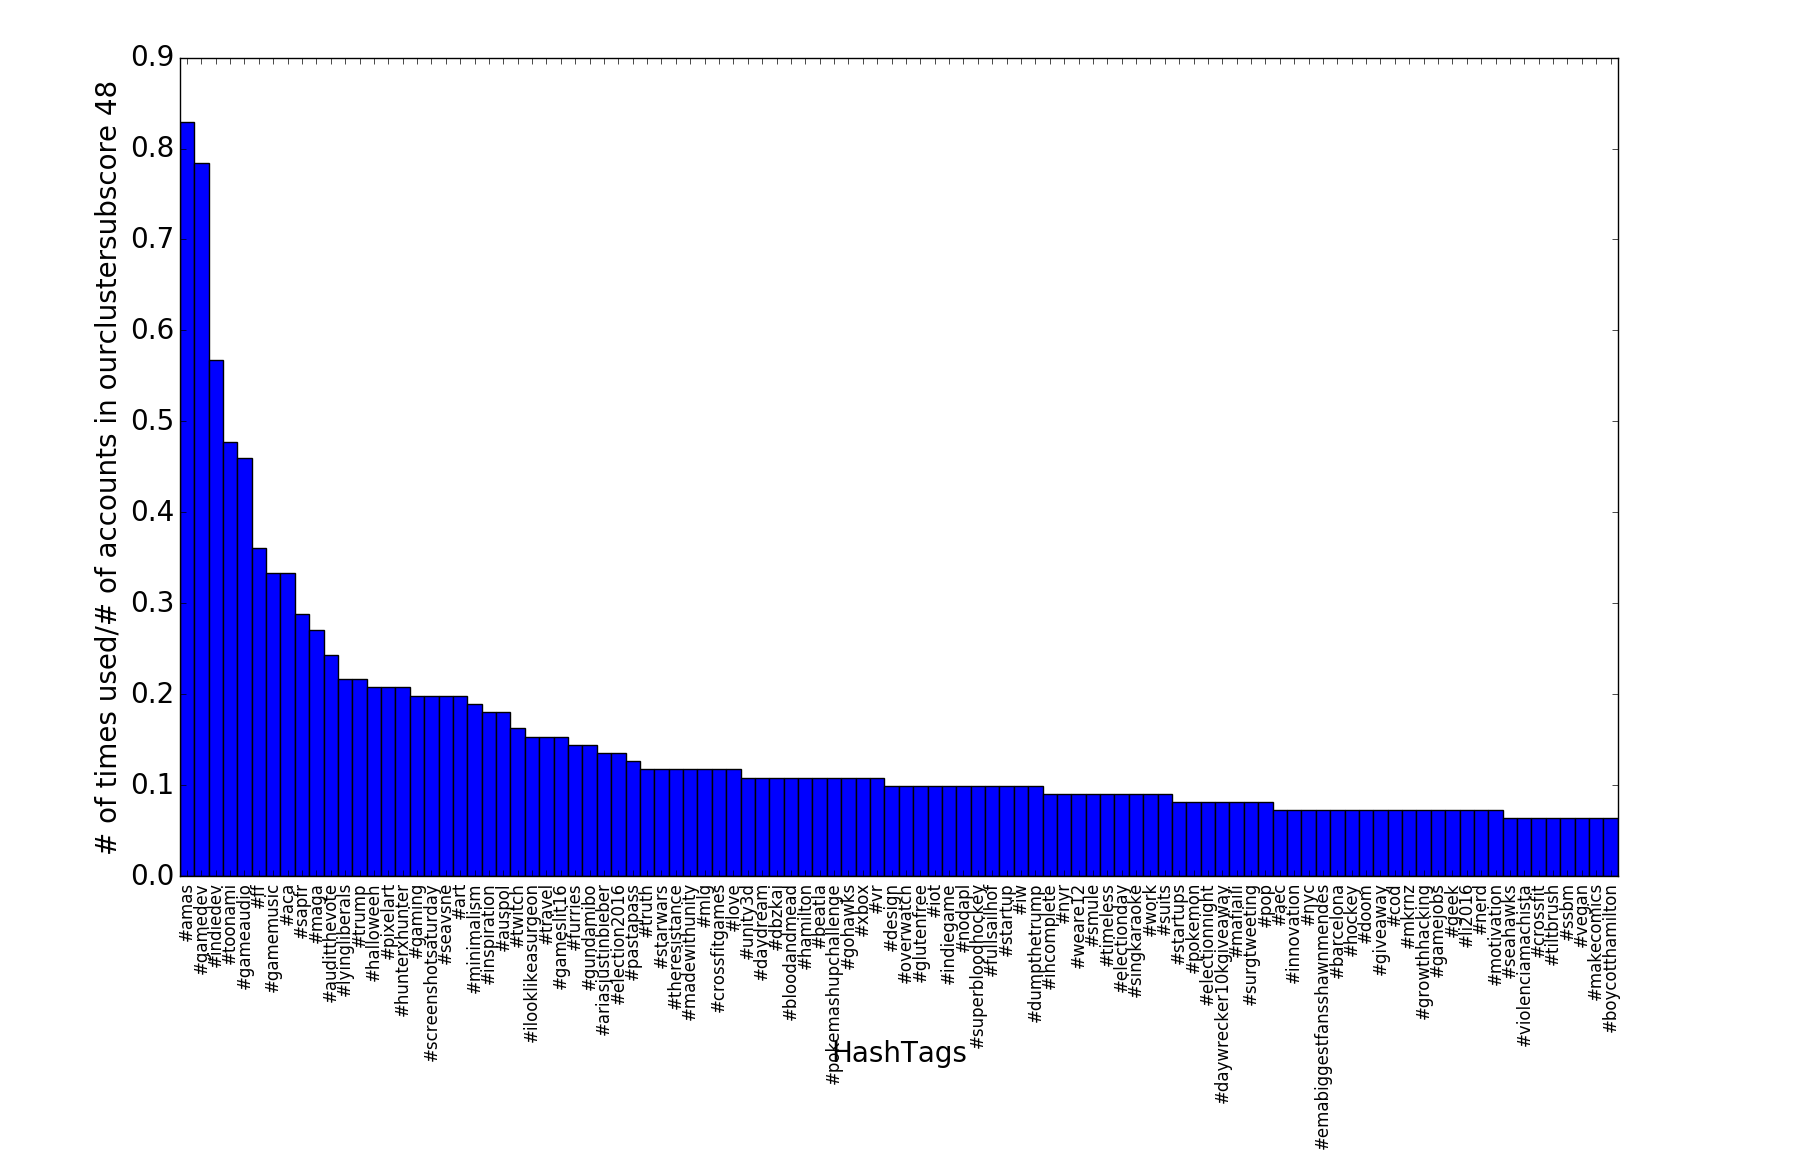 # of times used/# of accounts in ourclustersubscore 48
0.9
0.8
0.7
0.6
0.5
0.4
0.3
0.2
0.1
0.0
#amas
#gamedev
#indiedev
#toonami
#gameaudio
#ff
#gamemusic
#aca
#sapfr
#maga
#auditthevote
#lyingliberals
#trump
#halloween
#pixelart
#hunterxhunter
#gaming
#screenshotsaturday
#seavsne
#art
#minimalism
#inspiration
#auspol
#twitch
#ilooklikeasurgeon
#travel
#gameslit16
#furries
#gundamibo
#ariasjustinbieber
#election2016
#pastapass
#truth
#starwars
#theresistance
#madewithunity
#mlg
#crossfitgames
#love
#unity3d
#daydream
#dbzkaj
#bloodandmead
#hamilton
#beatla
#pokemashupchallenge
#gohawks
#xbox
#vr
#design
#overwatch
#glutenfree
#iot
#indiegame
#nodapl
#superbloodhockey
#fullsailhof
#startup
#iw
#dumpthetrump
#ihcomplete
#nyr
#weare12
#smule
#timeless
#electionday
#singkaraoke
#work
#suits
#startups
#pokemon
#electionnight
#daywrecker10kgiveaway
#mafiaiii
#surgtweeting
#pop
#aec
#innovation
#nyc
#emabiggestfansshawnmendes
#barcelona
#hockey
#doom
#giveaway
#cod
#mkrnz
#growthhacking
#gamejobs
#geek
#li2016
#nerd
#motivation
#seahawks
#violenciamachista
#crossfit
#tiltbrush
#ssbm
#vegan
#makecomics
#boycotthamilton
HashTags